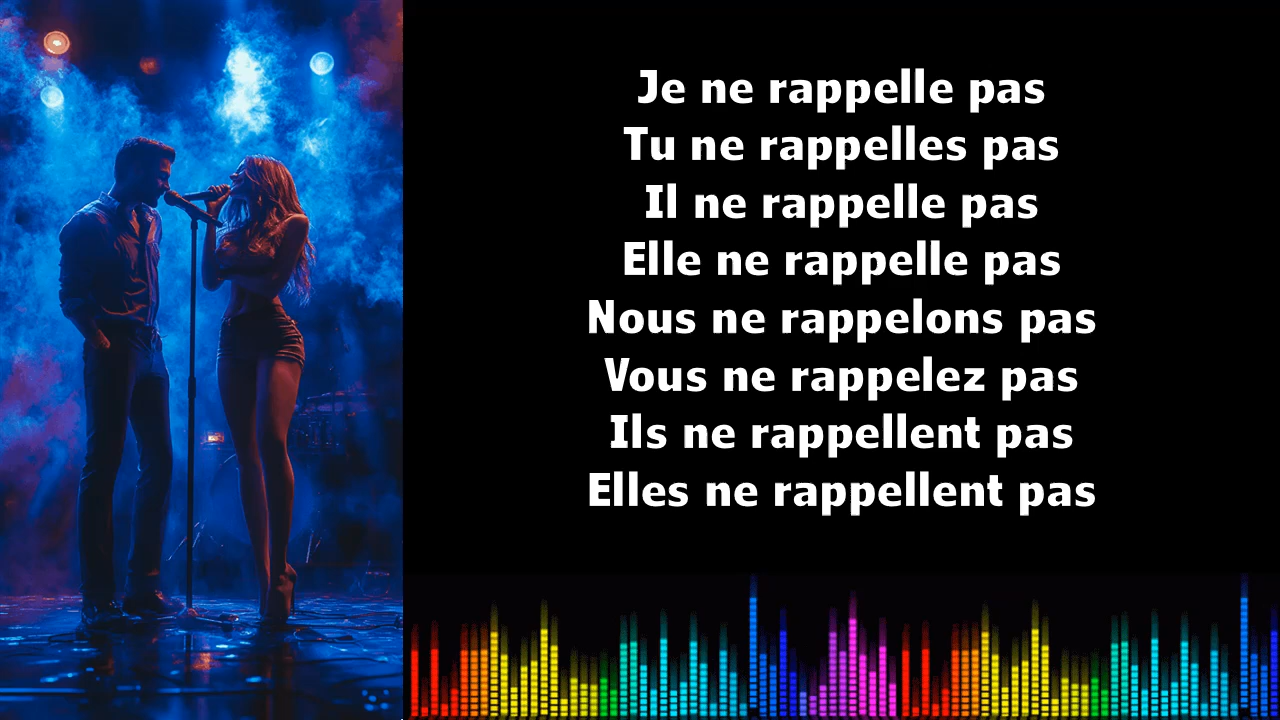 Je ne rappelle pas
Tu ne rappelles pas
Il ne rappelle pas
Elle ne rappelle pas
Nous ne rappelons pas
Vous ne rappelez pas
Ils ne rappellent pas
Elles ne rappellent pas